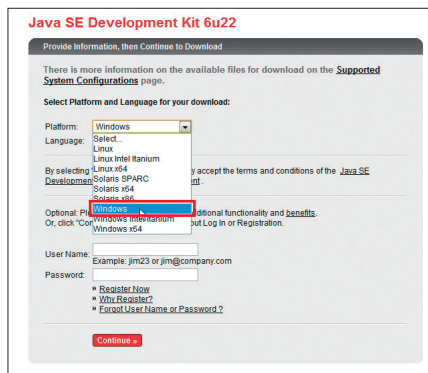 Java SE Development Kit 6u22
Provide Information, then Continue to Download
There is more information on the available files for download on the Supported
System Configurations page.
Select Platform and Language for your download:
Platform: Windows
Language: Select...
Linux
Linux Intel Itanium
Linux x64
Solaris SPARC
Solaris x64
Solaris x86
Windows
Windows Intel Itanium
Windows x64
By selecting y accept the terms and conditions of the Java SE
Development nt.
Optional: Pl ditional functionality and benefits.
Or, click "Con out Log In or Registration.
User Name:
Example: jim23 or jim@company.com
Password:
» Register Now
» Why Register?
» Forgot User Name or Password ?
Continue »